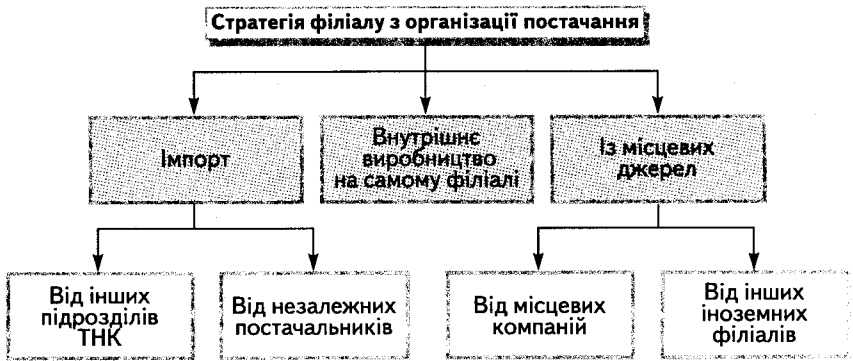 Стратегія філіалу з організації постачання
Імпорт
Внутрішнє
виробництво
на самому філіалі
Із місцевих
джерел
Від інших
підрозділів
ТНК
Від незалежних
постачальників
Від місцевих
компаній
Від інших
іноземних
філіалів